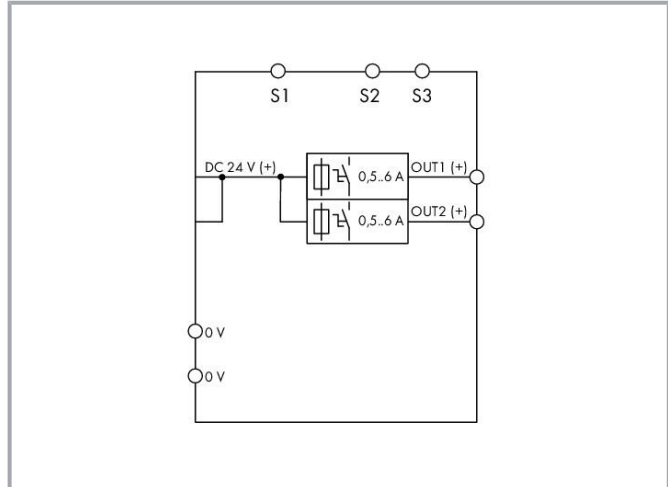 S1 S2 S3
DC 24 V (+)
0,5..6 A
OUT1 (+)
0,5..6 A
OUT2 (+)
0 V
0 V